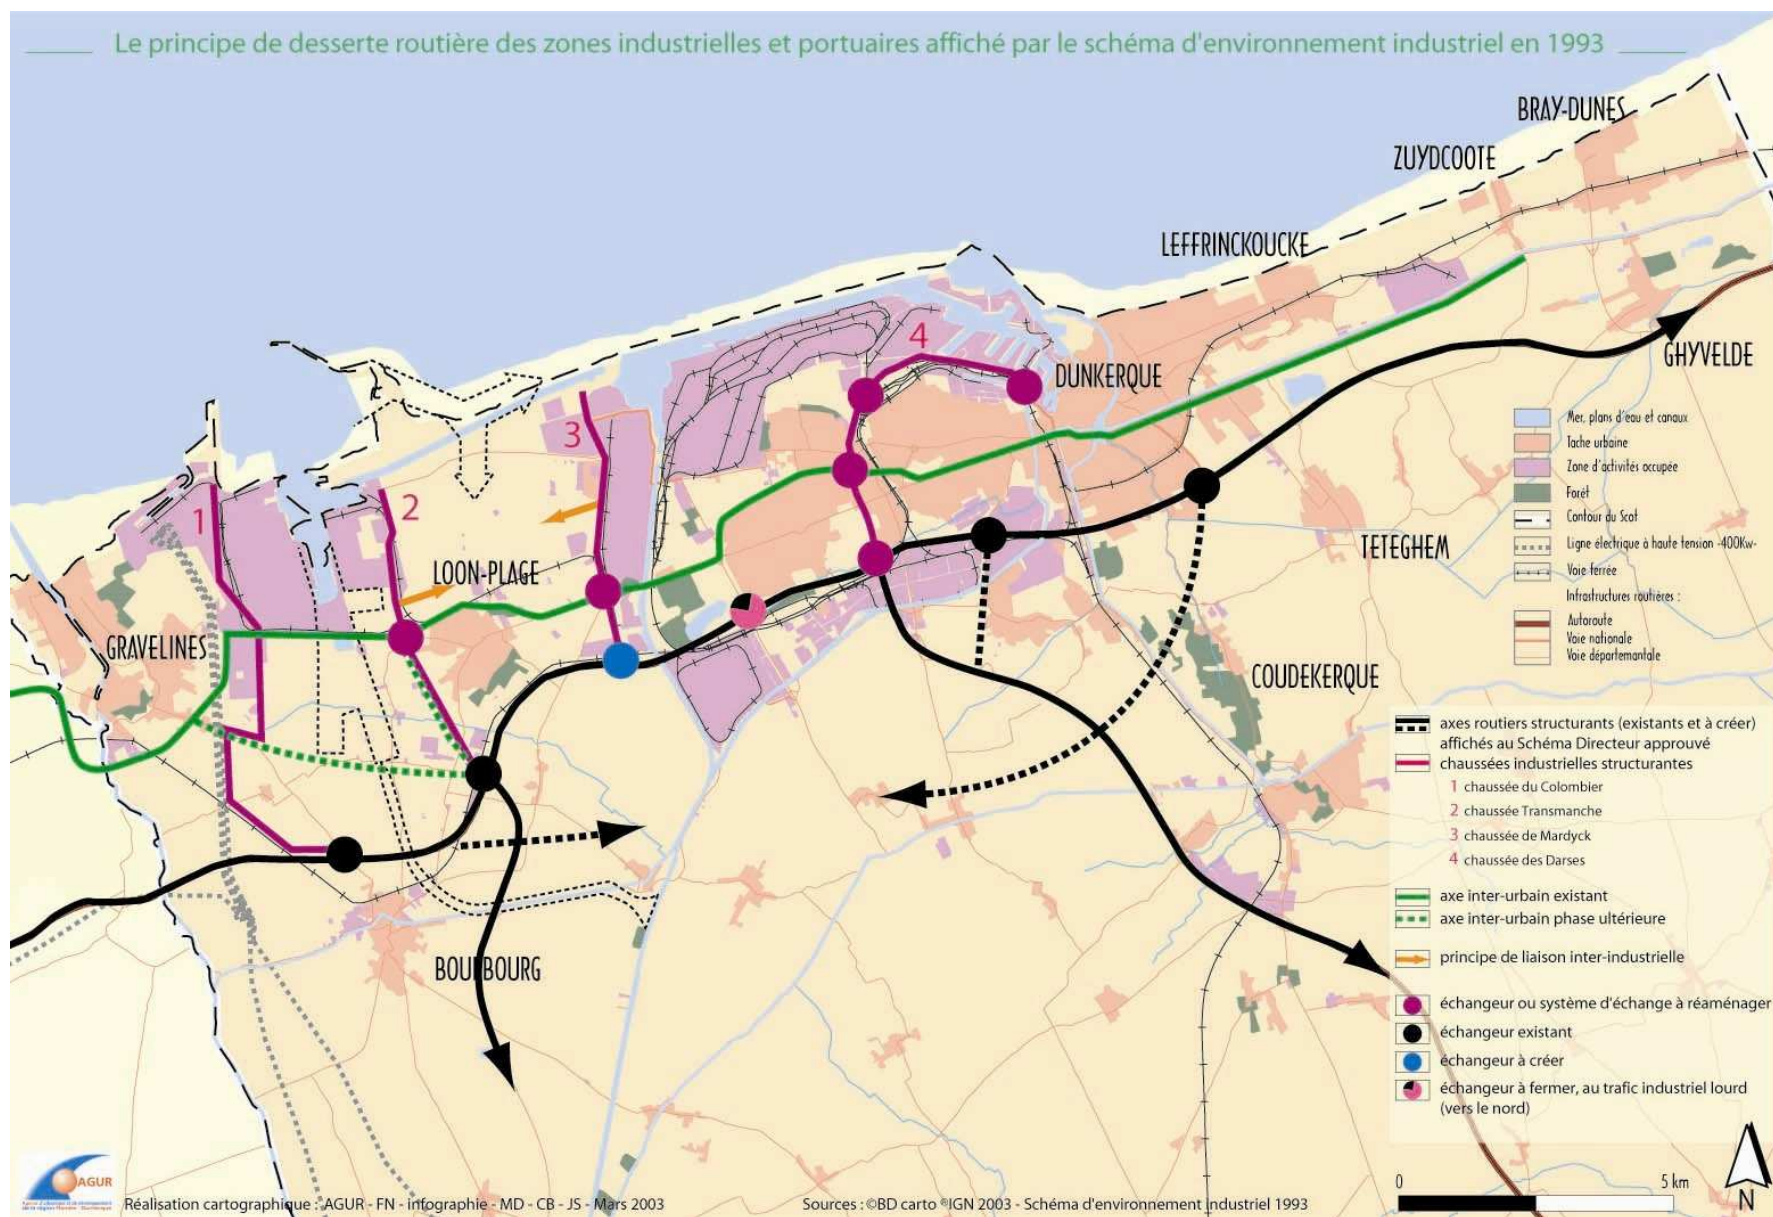 Le principe de desserte routière des zones industrielles et portuaires affiché par le schéma d'environnement industriel en 1993
BRAY-DUNES
ZUYDCOOTE
LEFFRINCKOUCKE
GHYVELDE
4
DUNKERQUE
3
1
2
LOON-PLAGE
TETEGHEM
GRAVELINES
COUDEKERQUE
BOURBOURG
Mer, plans d'eau et canaux
Tache urbaine
Zone d'activités occupée
Forêt
Contour du Scot
Ligne électrique à haute tension -400Kw-
Voie ferrée
Infrastructures routières :
Autoroute
Voie nationale
Voie départementale
axes routiers structurants (existants et à créer)
affichés au Schéma Directeur approuvé
chaussées industrielles structurantes
1 chaussée du Colombier
2 chaussée Transmanche
3 chaussée de Mardyck
4 chaussée des Darses
axe inter-urbain existant
axe inter-urbain phase ultérieure
principe de liaison inter-industrielle
échangeur ou système d'échange à réaménager
échangeur existant
échangeur à créer
échangeur à fermer, au trafic industriel lourd
(vers le nord)
0 5 km
N
AGUR
Réalisation cartographique : AGUR - FN - infographie - MD - CB - JS - Mars 2003
Sources : ©BD carto ©IGN 2003 - Schéma d'environnement industriel 1993